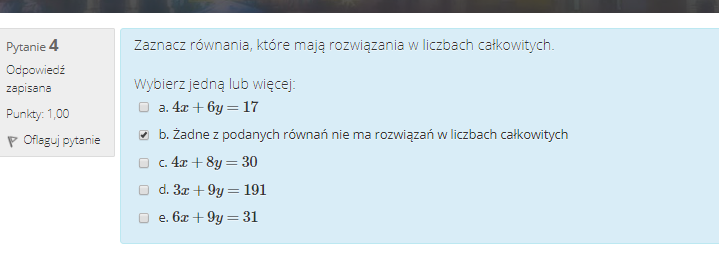 Pytanie 4
Odpowiedź
zapisana
Punkty: 1,00
Oflaguj pytanie
Zaznacz równania, które mają rozwiązania w liczbach całkowitych.
Wybierz jedną lub więcej:
a. 4x + 6y = 17
b. Żadne z podanych równań nie ma rozwiązań w liczbach całkowitych
c. 4x + 8y = 30
d. 3x + 9y = 191
e. 6x + 9y = 31